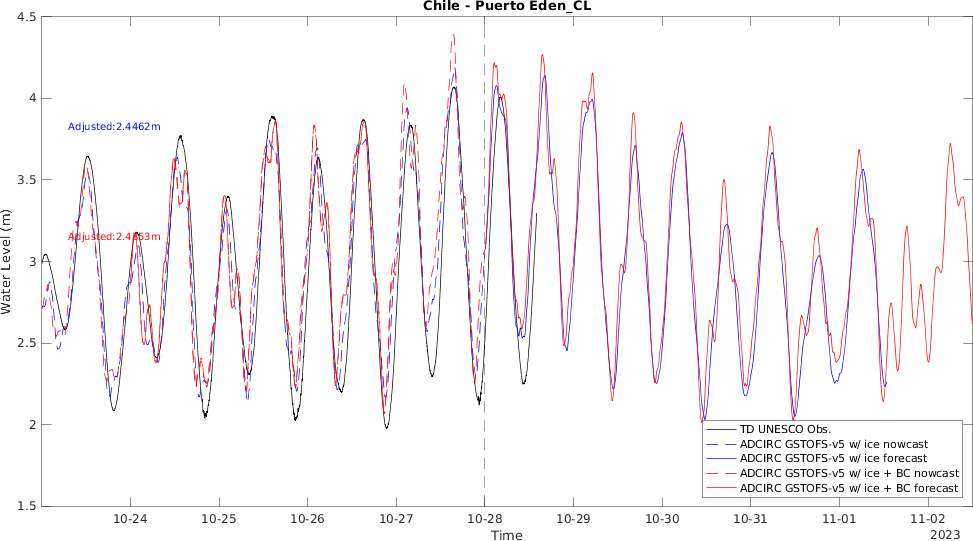 Chile - Puerto Eden_CL
4.5
4
3.5
3
2.5
2
1.5
Water Level (m)
Adjusted:2.4462m
Adjusted:2.4353m
TD UNESCO Obs.
ADCIRC GSTOFS-v5 w/ ice nowcast
ADCIRC GSTOFS-v5 w/ ice forecast
ADCIRC GSTOFS-v5 w/ ice + BC nowcast
ADCIRC GSTOFS-v5 w/ ice + BC forecast
10-24 10-25 10-26 10-27 10-28 10-29 10-30 10-31 11-01 11-02
Time 2023